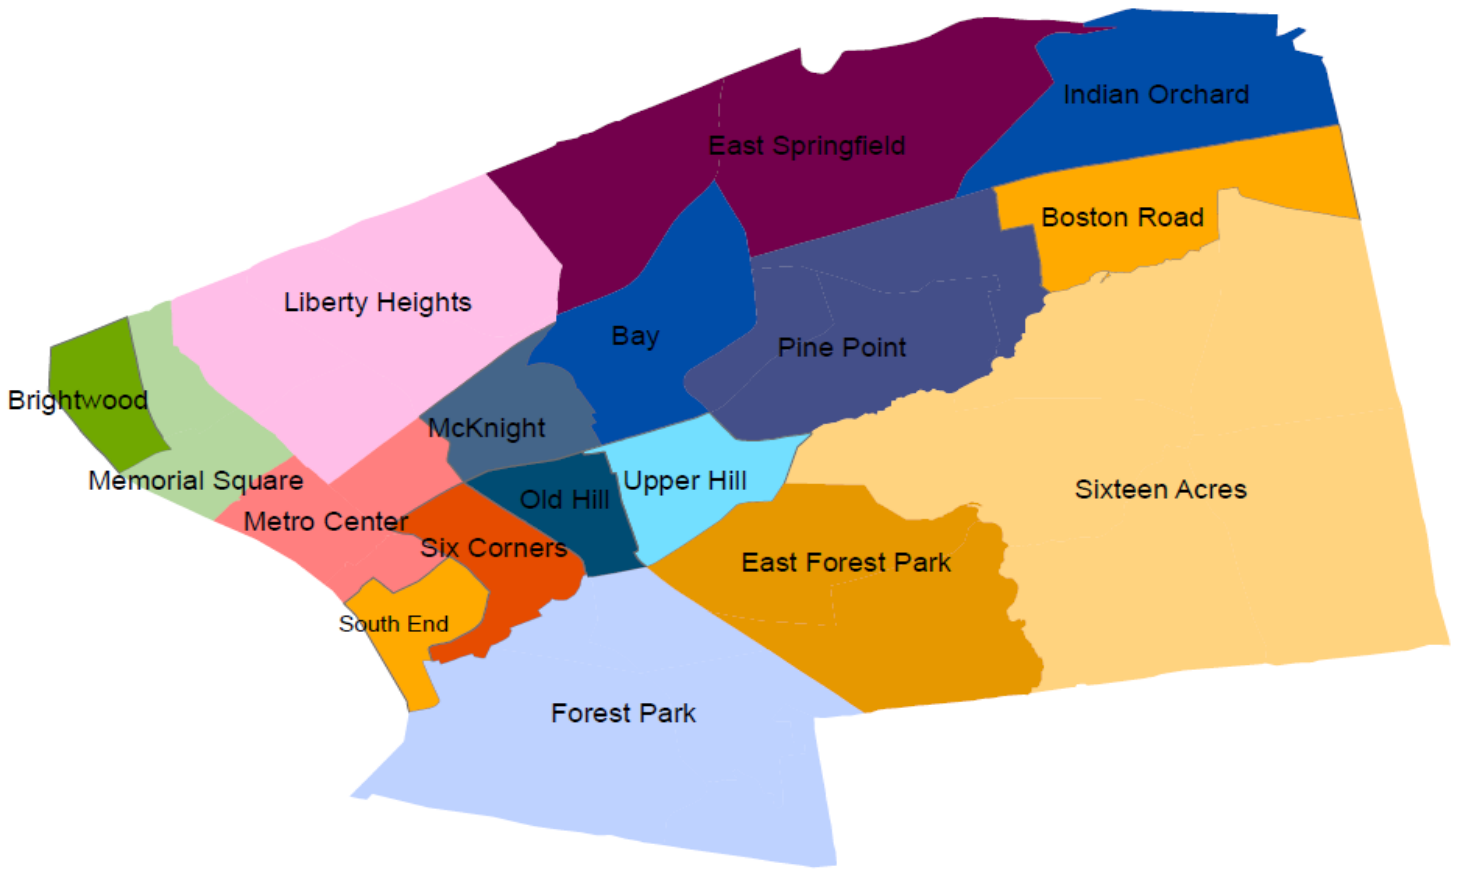 Indian Orchard
East Springfield
Boston Road
Liberty Heights
Bay
Pine Point
Brightwood
McKnight
Memorial Square
Upper Hill
Sixteen Acres
Old Hill
Metro Center
Six Corners
East Forest Park
South End
Forest Park